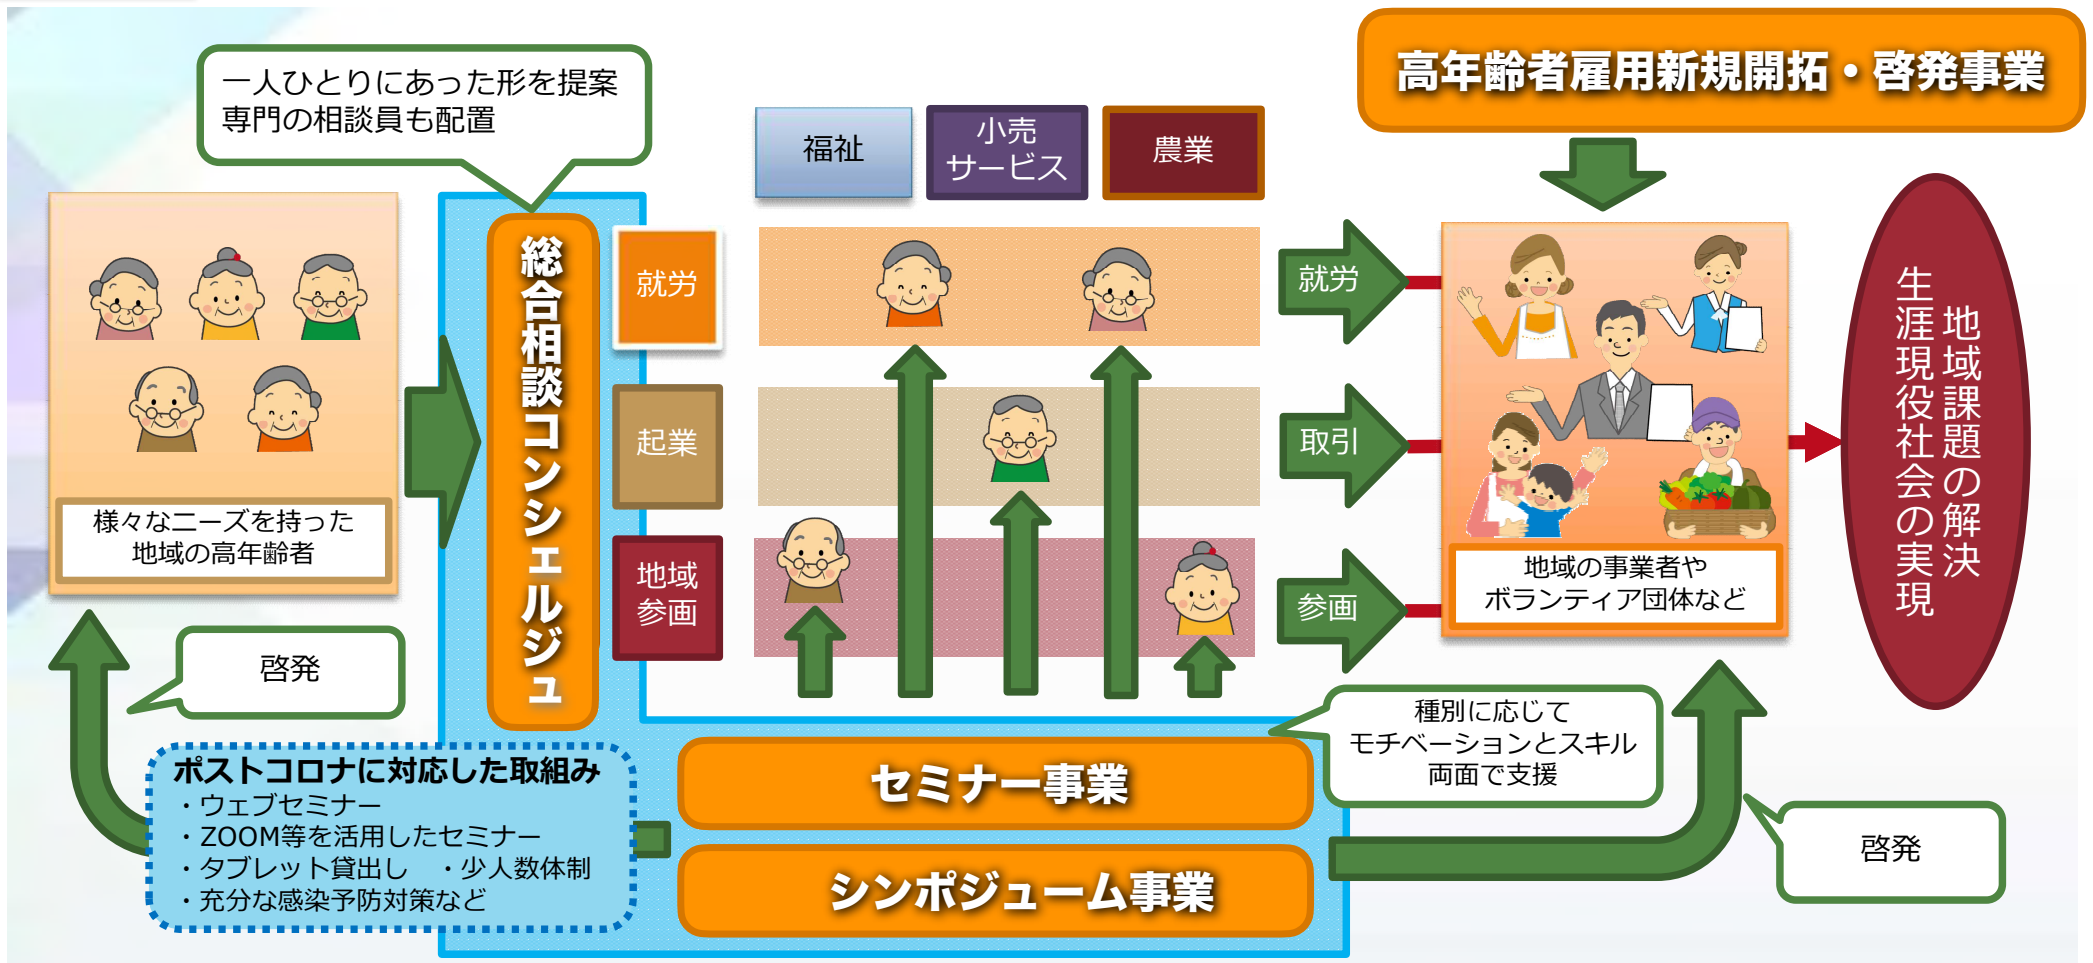 高年齢者雇用新規開拓・啓発事業
一人ひとりにあった形を提案
専門の相談員も配置
福祉
小売
サービス
農業
総合相談コンシェルジュ
就労
起業
地域
参画
就労
取引
参画
様々なニーズを持った
地域の高年齢者
地域の事業者や
ボランティア団体など
地域課題の解決
生涯現役社会の実現
啓発
ポストコロナに対応した取組み
・ウェブセミナー
・ZOOM等を活用したセミナー
・タブレット貸出し　・少人数体制
・充分な感染予防対策など
セミナー事業
シンポジューム事業
種別に応じて
モチベーションとスキル
両面で支援
啓発